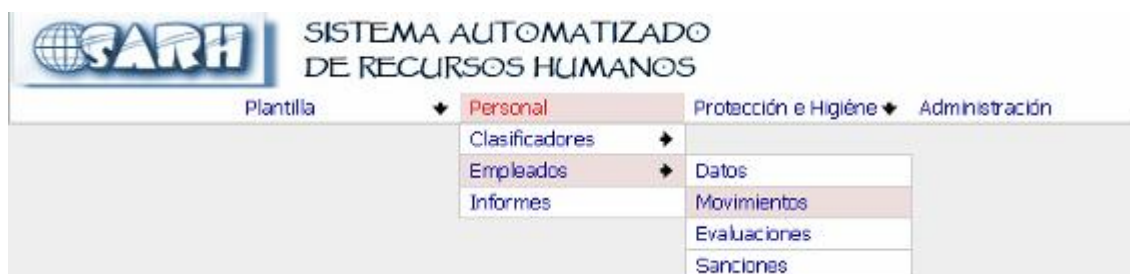 SARH
SISTEMA AUTOMATIZADO
DE RECURSOS HUMANOS
Plantilla Personal Protección e Higiéne Administración
Clasificadores
Empleados Datos
Informes Movimientos
Evaluaciones
Sanciones